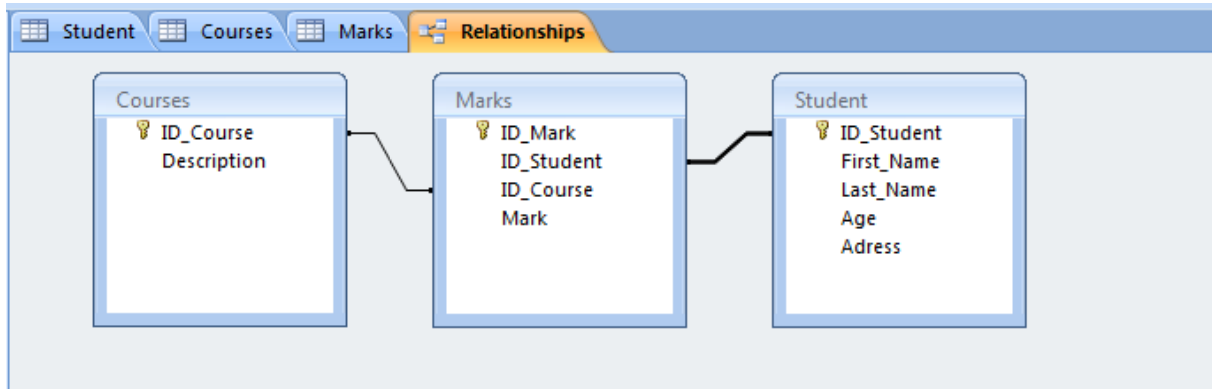 Student Courses Marks Relationships
Courses
ID_Course
Description
Marks
ID_Mark
ID_Student
ID_Course
Mark
Student
ID_Student
First_Name
Last_Name
Age
Adress